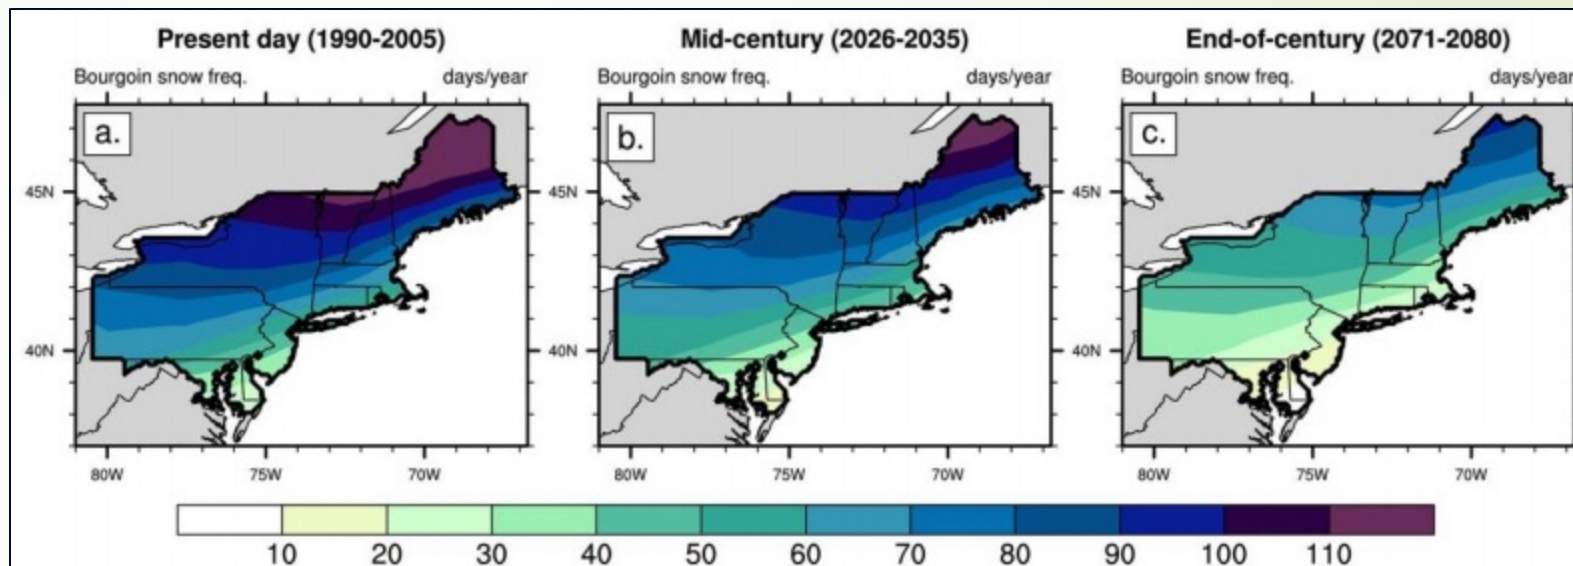 Present day (1990-2005)
Bourgoin snow freq. days/year
a.
45N
40N
80W 75W 70W
Mid-century (2026-2035)
Bourgoin snow freq. days/year
b.
45N
40N
80W 75W 70W
End-of-century (2071-2080)
Bourgoin snow freq. days/year
c.
45N
40N
80W 75W 70W
10 20 30 40 50 60 70 80 90 100 110